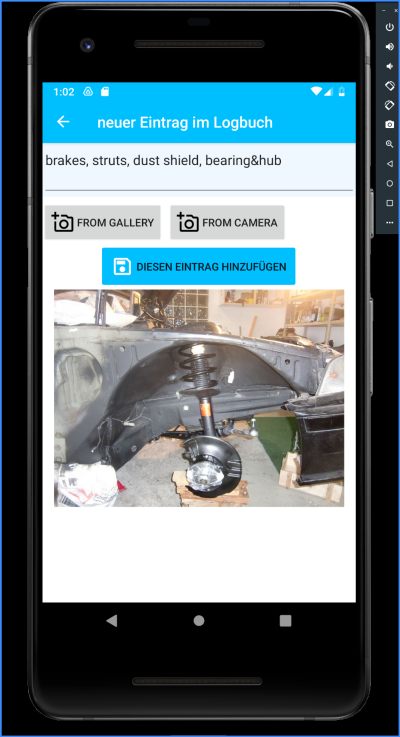 1:02
neuer Eintrag im Logbuch
brakes, struts, dust shield, bearing&hub
FROM GALLERY
FROM CAMERA
DIESEN EINTRAG HINZUFÜGEN